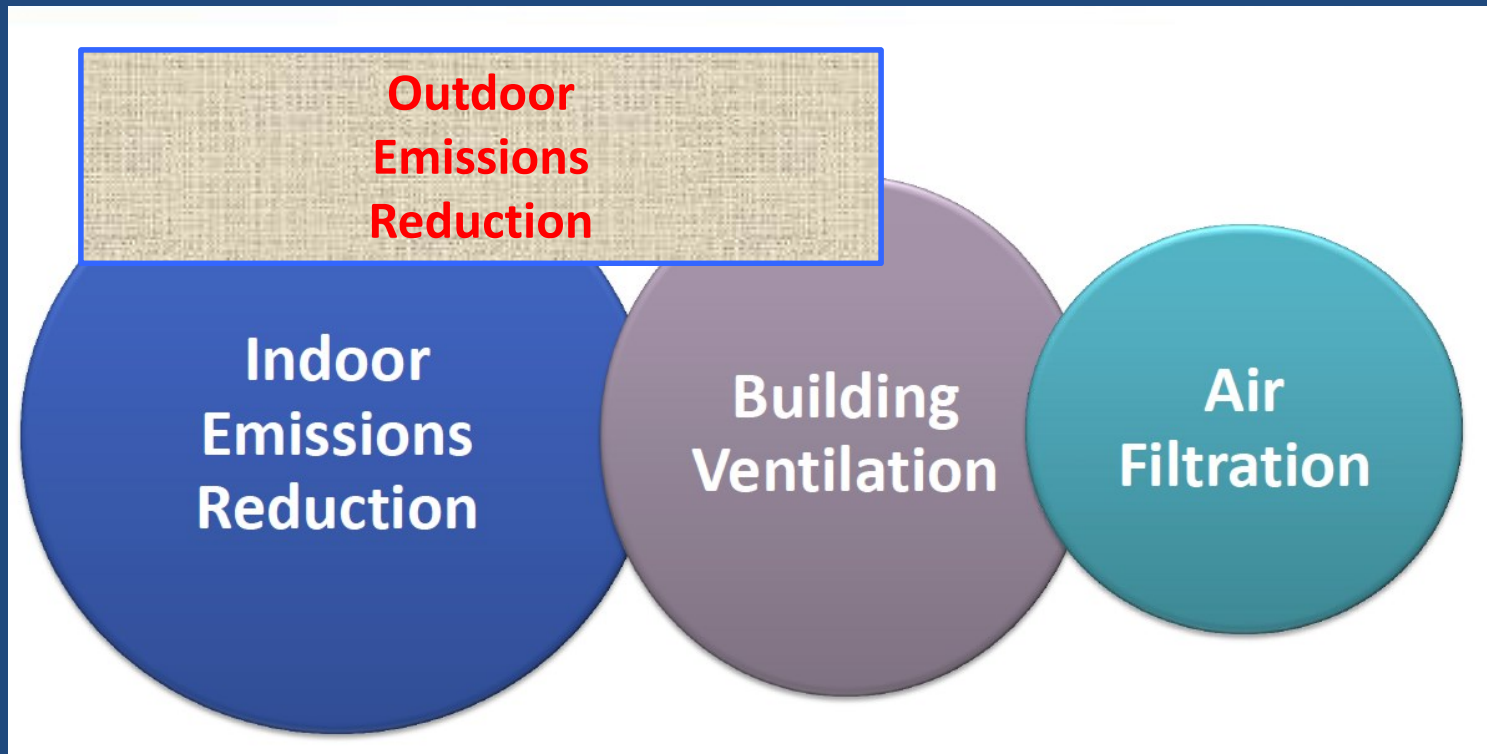 Outdoor
Emissions
Reduction
Indoor
Emissions
Reduction
Building
Ventilation
Air
Filtration